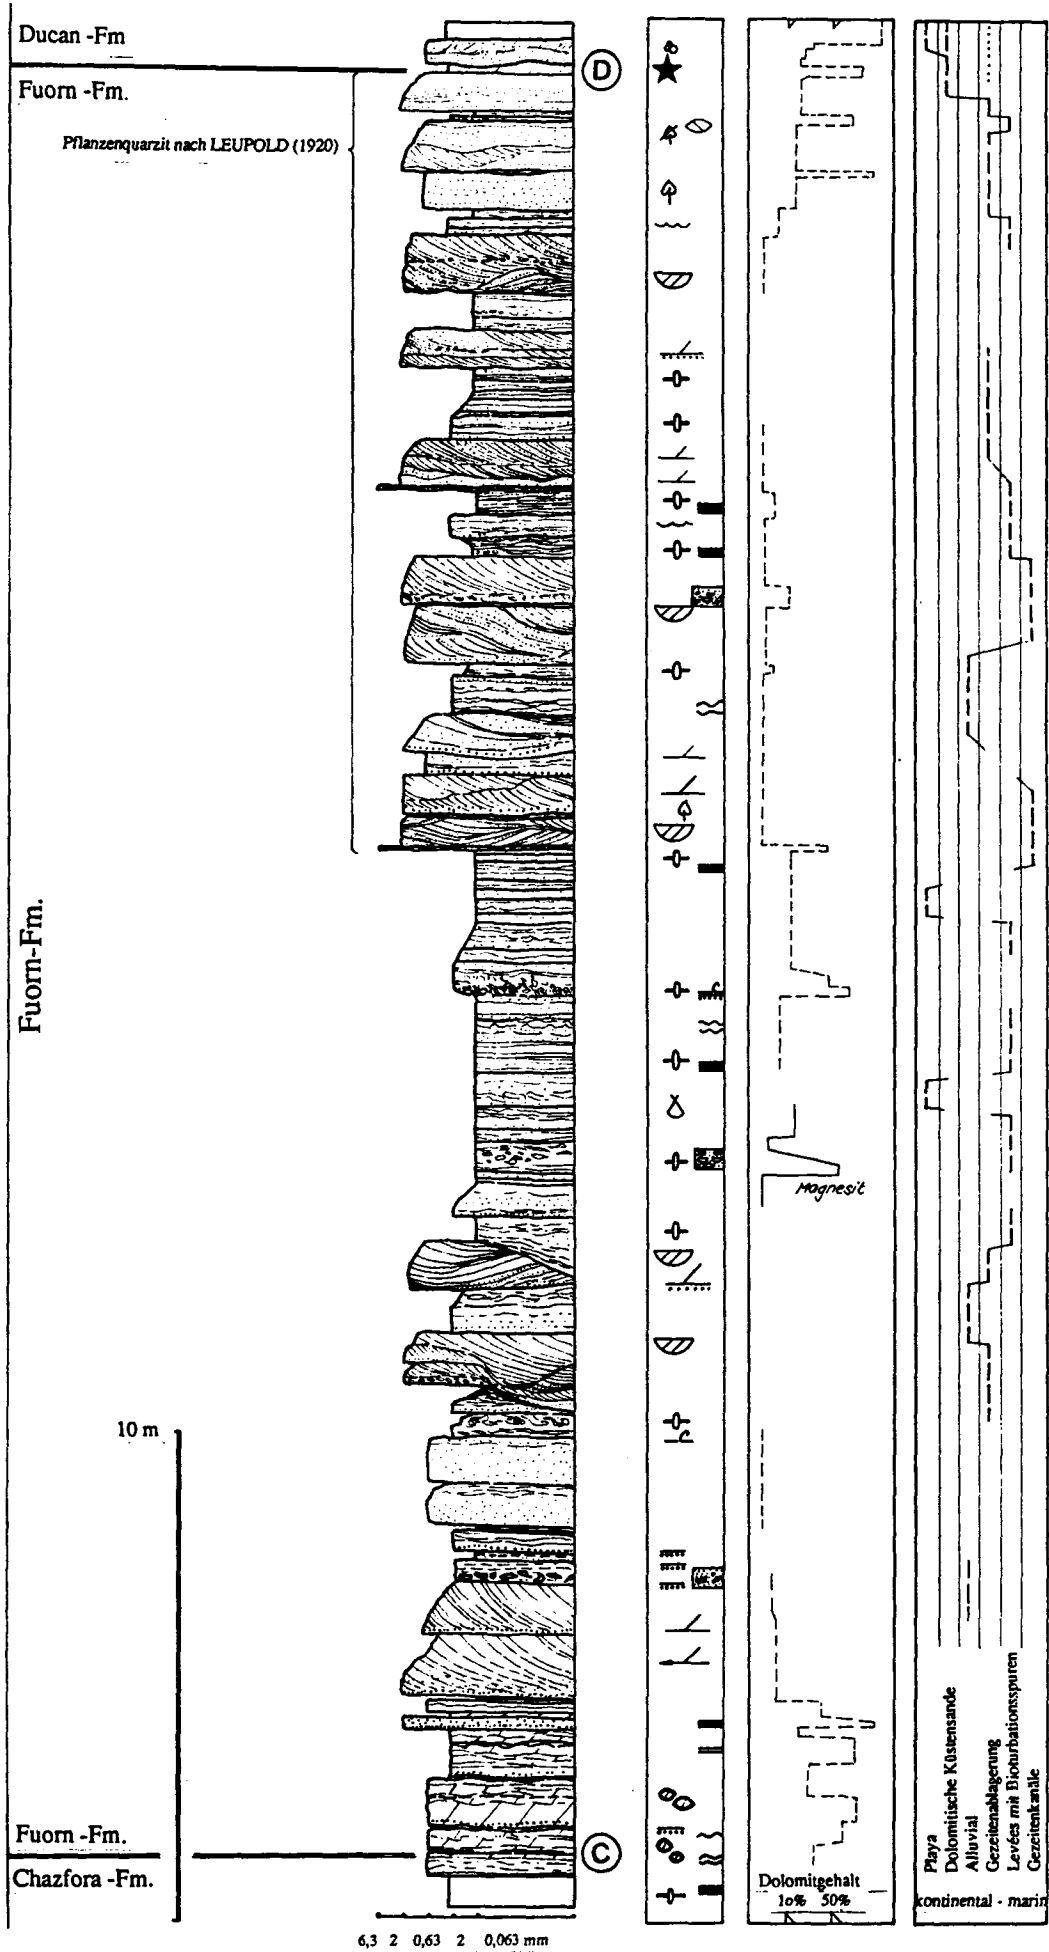 Ducan -Fm
D
Fuorn -Fm.
Pflanzenquarzit nach LEUPOLD (1920)
Fuorn-Fm.
Magnesit
10 m
Fuorn -Fm.
C
Chazfora -Fm.
Dolomitgehalt
10% 50%
Playa
Dolomitische Küstensande
Alluvial
Gezeitenablagerung
Levées mit Bioturbationsspuren
Gezeitenkanäle
kontinental - marin
6,3 2 0,63 2 0,063 mm